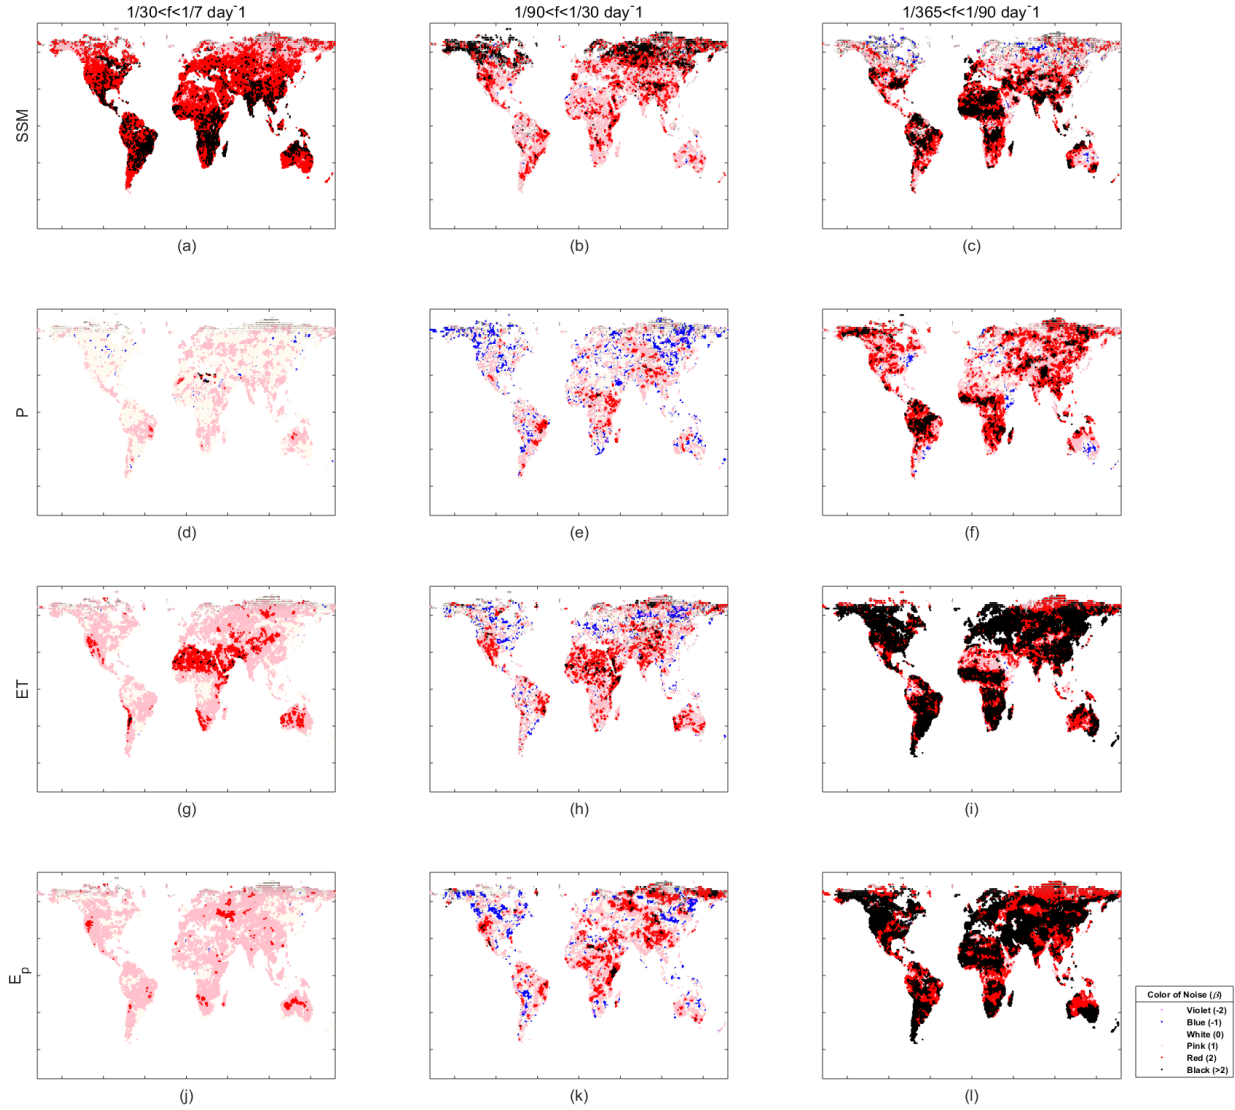 1/30<f<1/7 day⁻1
1/90<f<1/30 day⁻1
1/365<f<1/90 day⁻1
SSM
(a)
(b)
(c)
P
(d)
(e)
(f)
ET
(g)
(h)
(i)
Ep
(j)
(k)
(l)
Color of Noise (β)
Violet (-2)
Blue (-1)
White (0)
Pink (1)
Red (2)
Black (>2)